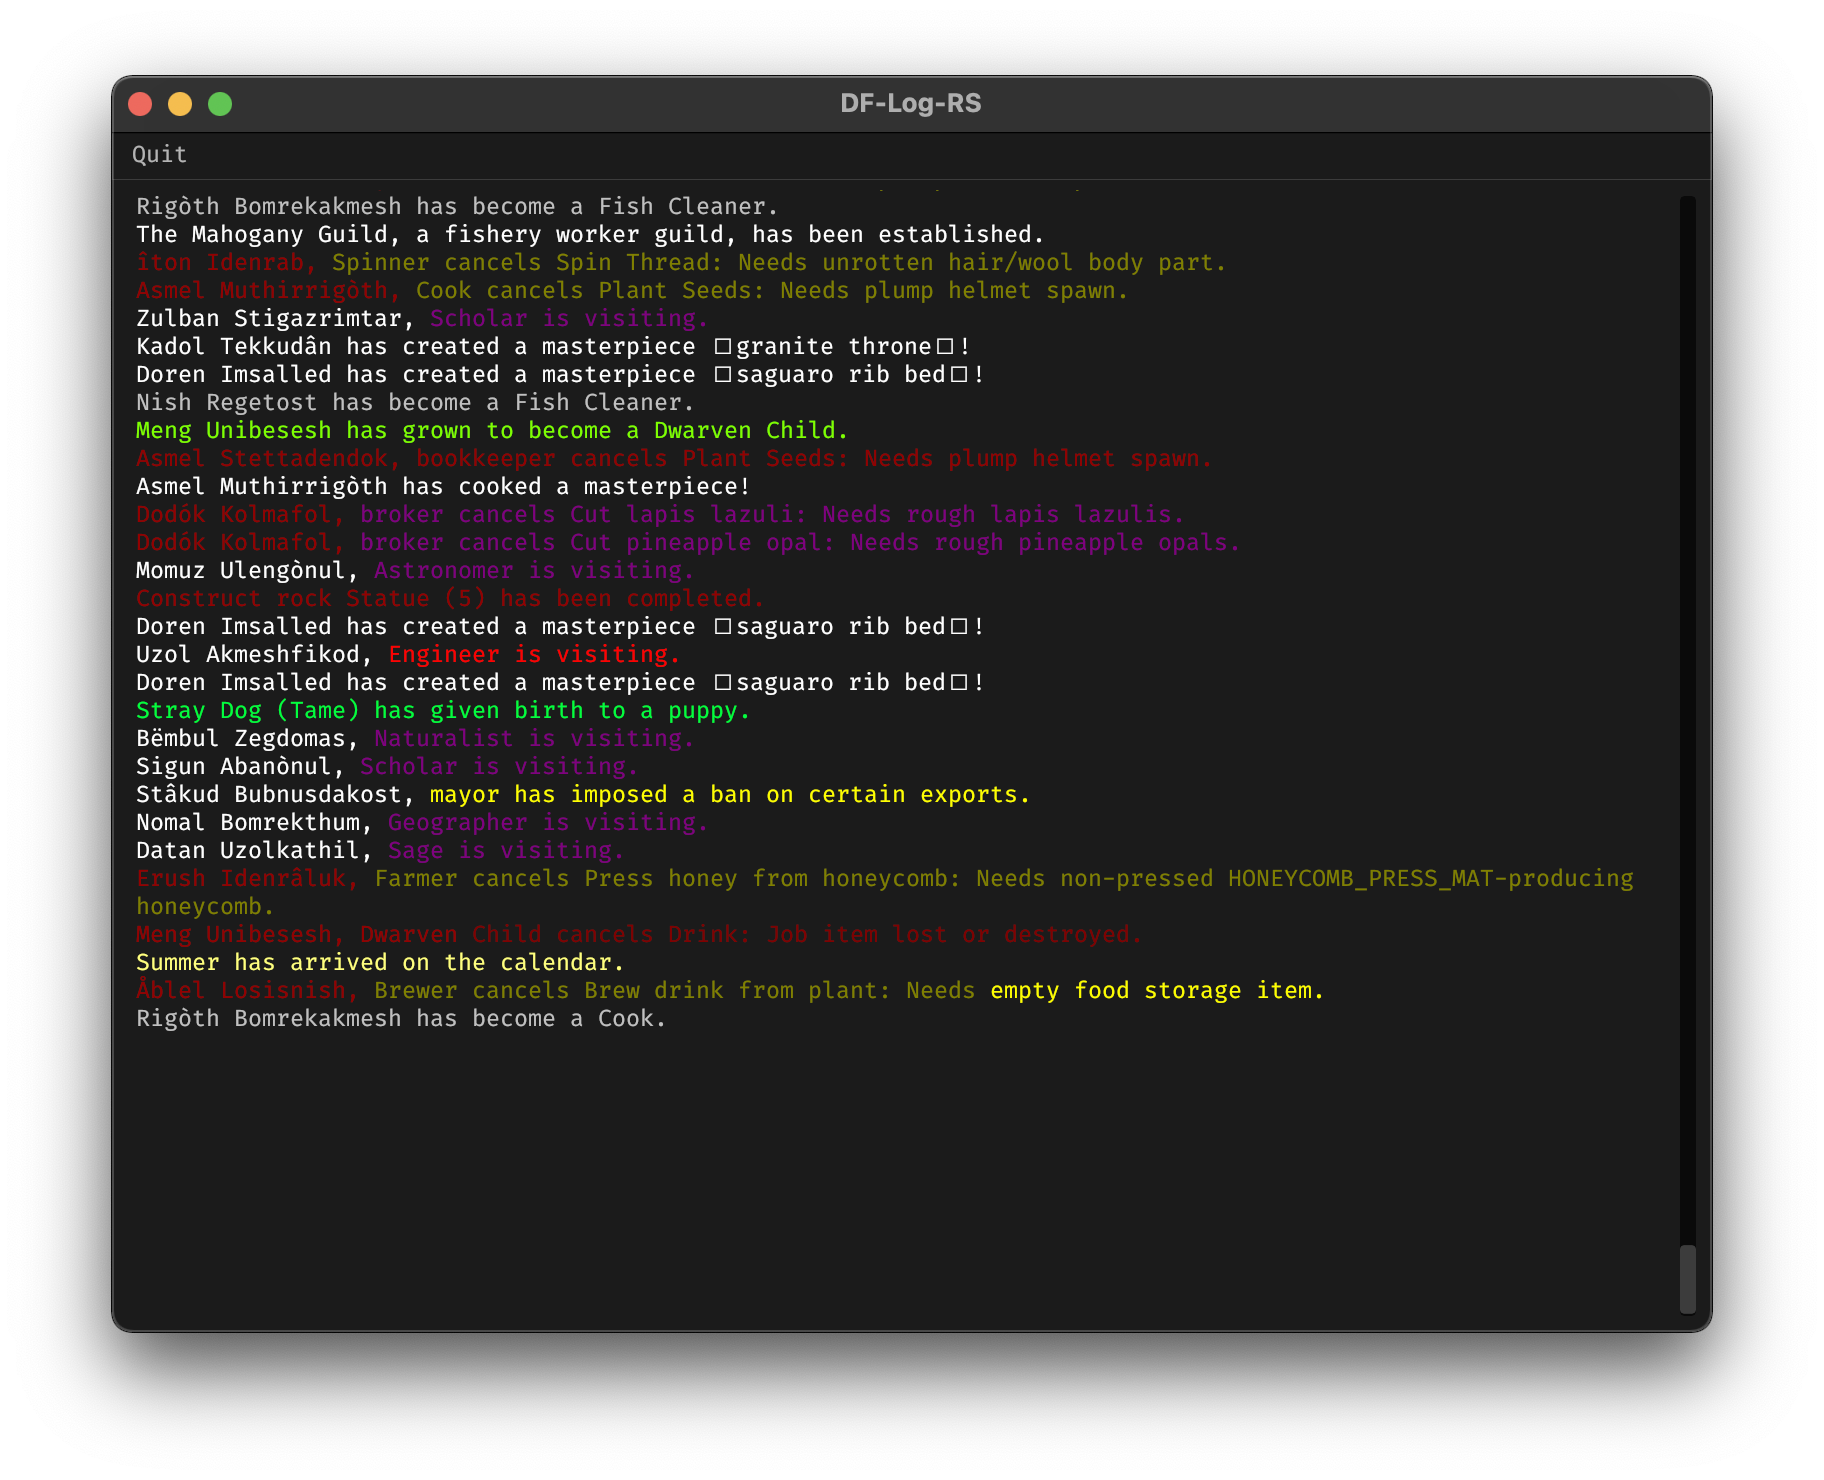 DF-Log-RS
Quit
Rigòth Bomrekakmesh has become a Fish Cleaner.
The Mahogany Guild, a fishery worker guild, has been established.
îton Idenrab, Spinner cancels Spin Thread: Needs unrotten hair/wool body part.
Asmel Muthirrigòth, Cook cancels Plant Seeds: Needs plump helmet spawn.
Zulban Stigazrimtar, Scholar is visiting.
Kadol Tekkudân has created a masterpiece □granite throne□!
Doren Imsalled has created a masterpiece □saguaro rib bed□!
Nish Regetost has become a Fish Cleaner.
Meng Unibesesh has grown to become a Dwarven Child.
Asmel Stettadendok, bookkeeper cancels Plant Seeds: Needs plump helmet spawn.
Asmel Muthirrigòth has cooked a masterpiece!
Dodók Kolmafol, broker cancels Cut lapis lazuli: Needs rough lapis lazulis.
Dodók Kolmafol, broker cancels Cut pineapple opal: Needs rough pineapple opals.
Momuz Ulengònul, Astronomer is visiting.
Construct rock Statue (5) has been completed.
Doren Imsalled has created a masterpiece □saguaro rib bed□!
Uzol Akmeshfikod, Engineer is visiting.
Doren Imsalled has created a masterpiece □saguaro rib bed□!
Stray Dog (Tame) has given birth to a puppy.
Bëmbul Zegdomas, Naturalist is visiting.
Sigun Abanònul, Scholar is visiting.
Stâkud Bubnusdakost, mayor has imposed a ban on certain exports.
Nomal Bomrekthum, Geographer is visiting.
Datan Uzolkathil, Sage is visiting.
Erush Idenrâluk, Farmer cancels Press honey from honeycomb: Needs non-pressed HONEYCOMB_PRESS_MAT-producing
honeycomb.
Meng Unibesesh, Dwarven Child cancels Drink: Job item lost or destroyed.
Summer has arrived on the calendar.
Åblel Losisnish, Brewer cancels Brew drink from plant: Needs empty food storage item.
Rigòth Bomrekakmesh has become a Cook.